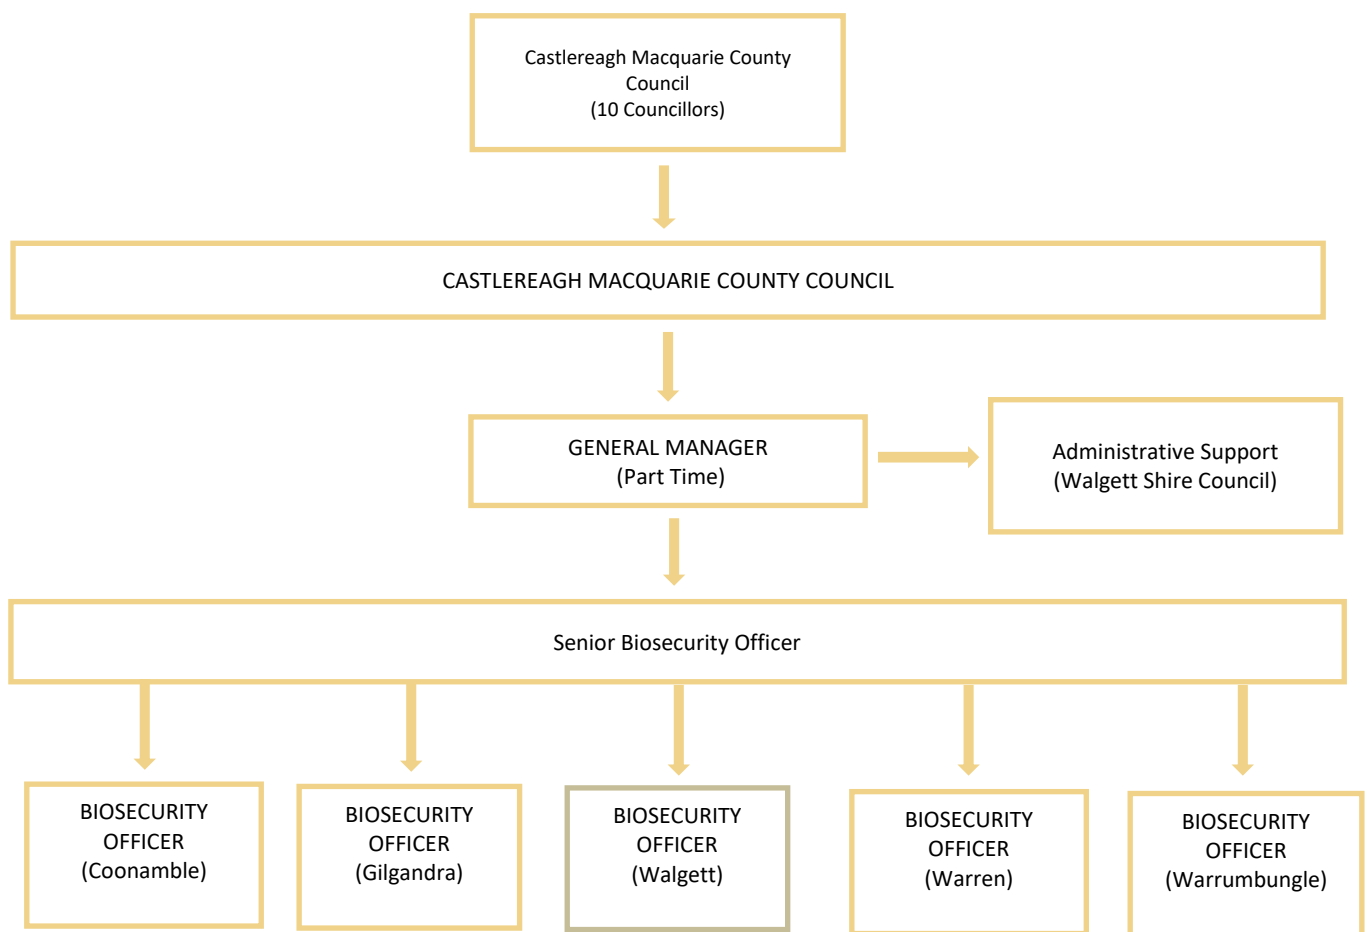 Castlereagh Macquarie County
Council
(10 Councillors)
CASTLEREAGH MACQUARIE COUNTY COUNCIL
GENERAL MANAGER
(Part Time)
Administrative Support
(Walgett Shire Council)
Senior Biosecurity Officer
BIOSECURITY
OFFICER
(Coonamble)
BIOSECURITY
OFFICER
(Gilgandra)
BIOSECURITY
OFFICER
(Walgett)
BIOSECURITY
OFFICER
(Warren)
BIOSECURITY
OFFICER
(Warrumbungle)